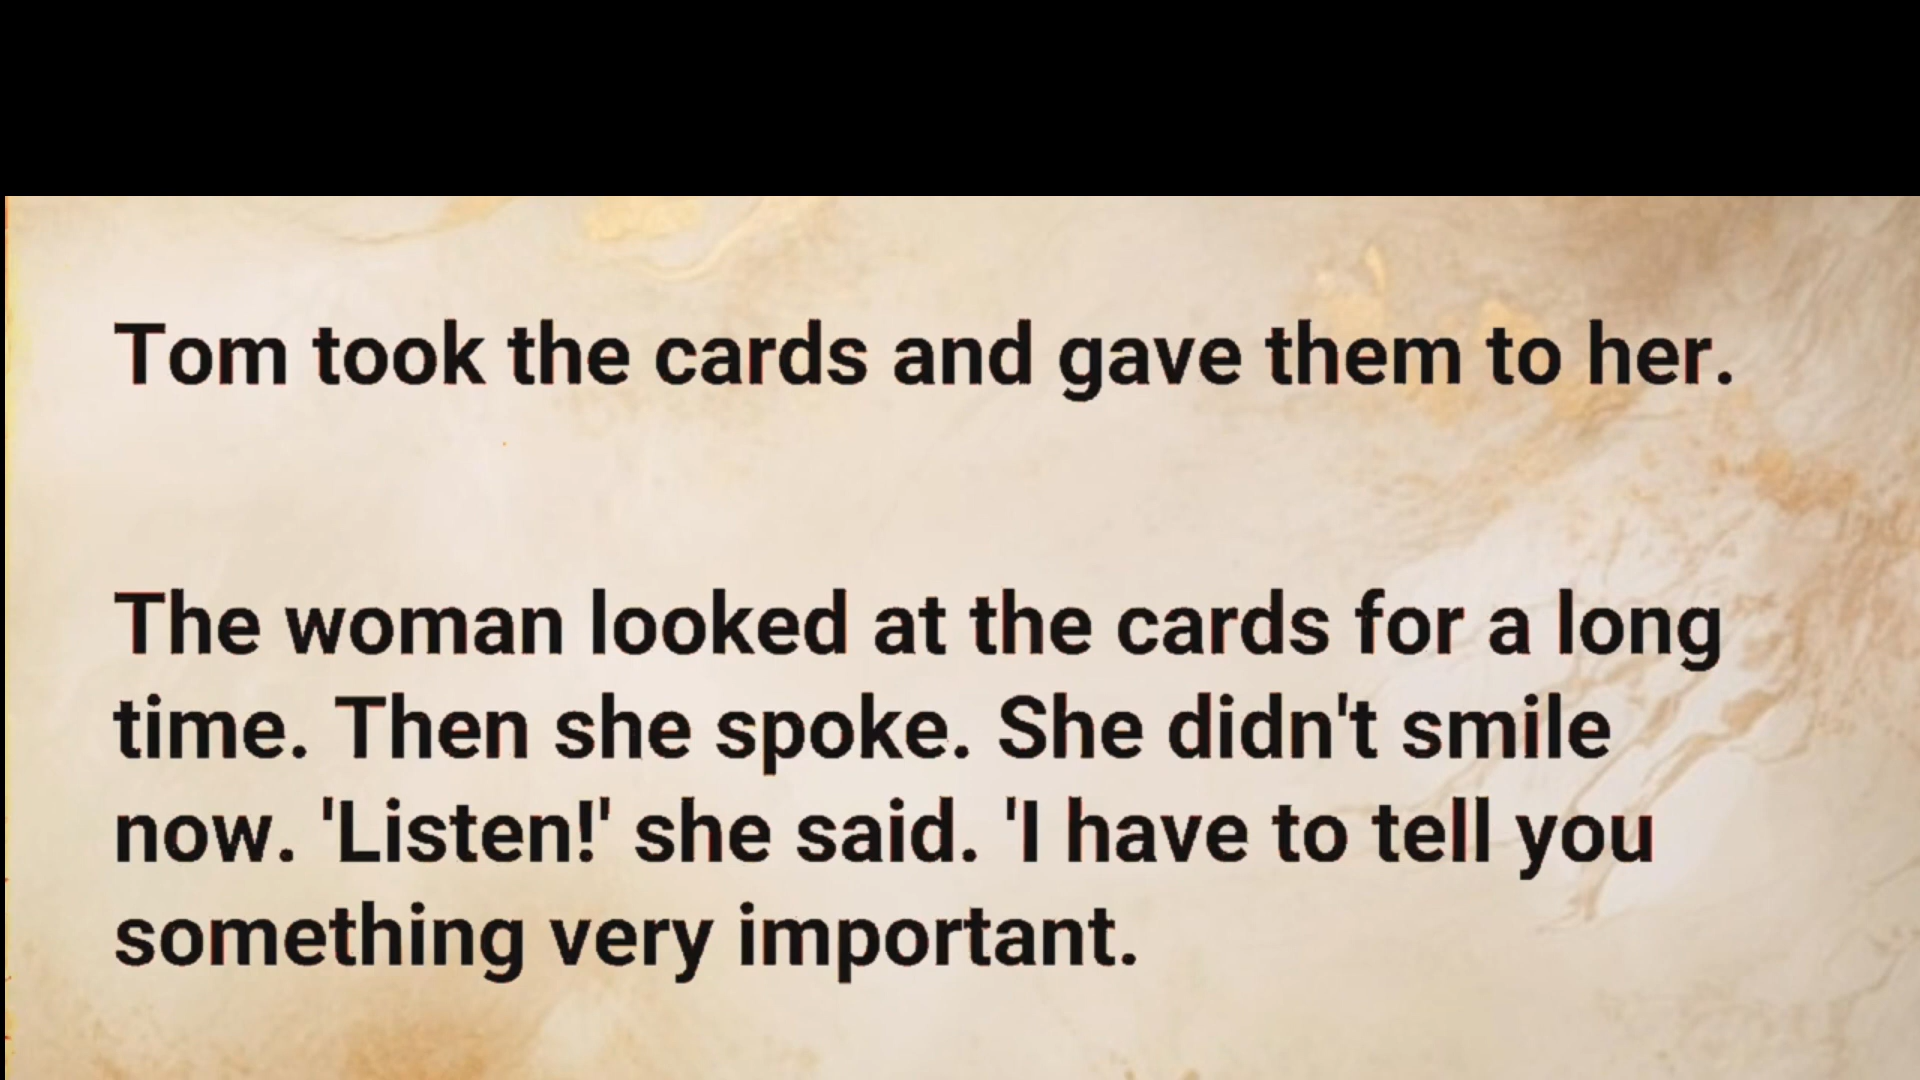 Tom took the cards and gave them to her.
The woman looked at the cards for a long
time. Then she spoke. She didn't smile
now. 'Listen!' she said. 'I have to tell you
something very important.